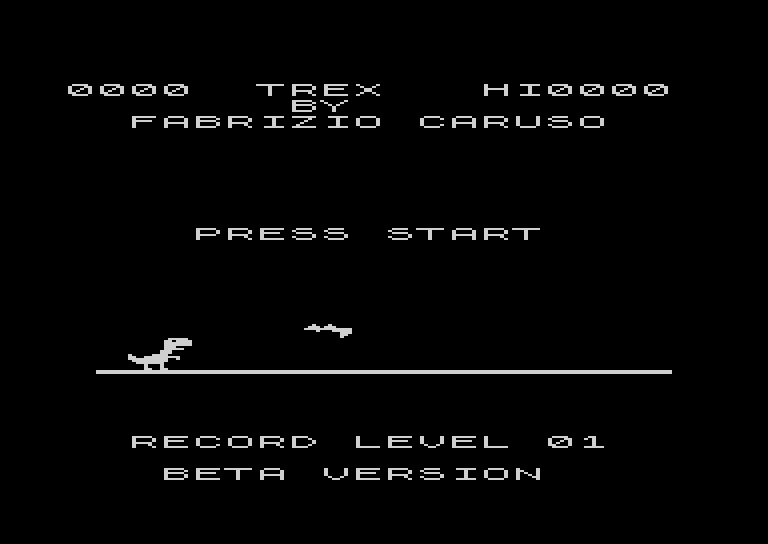 0000 TREX HI0000
BY
FABRIZIO CARUSO
PRESS START
RECORD LEVEL 01
BETA VERSION